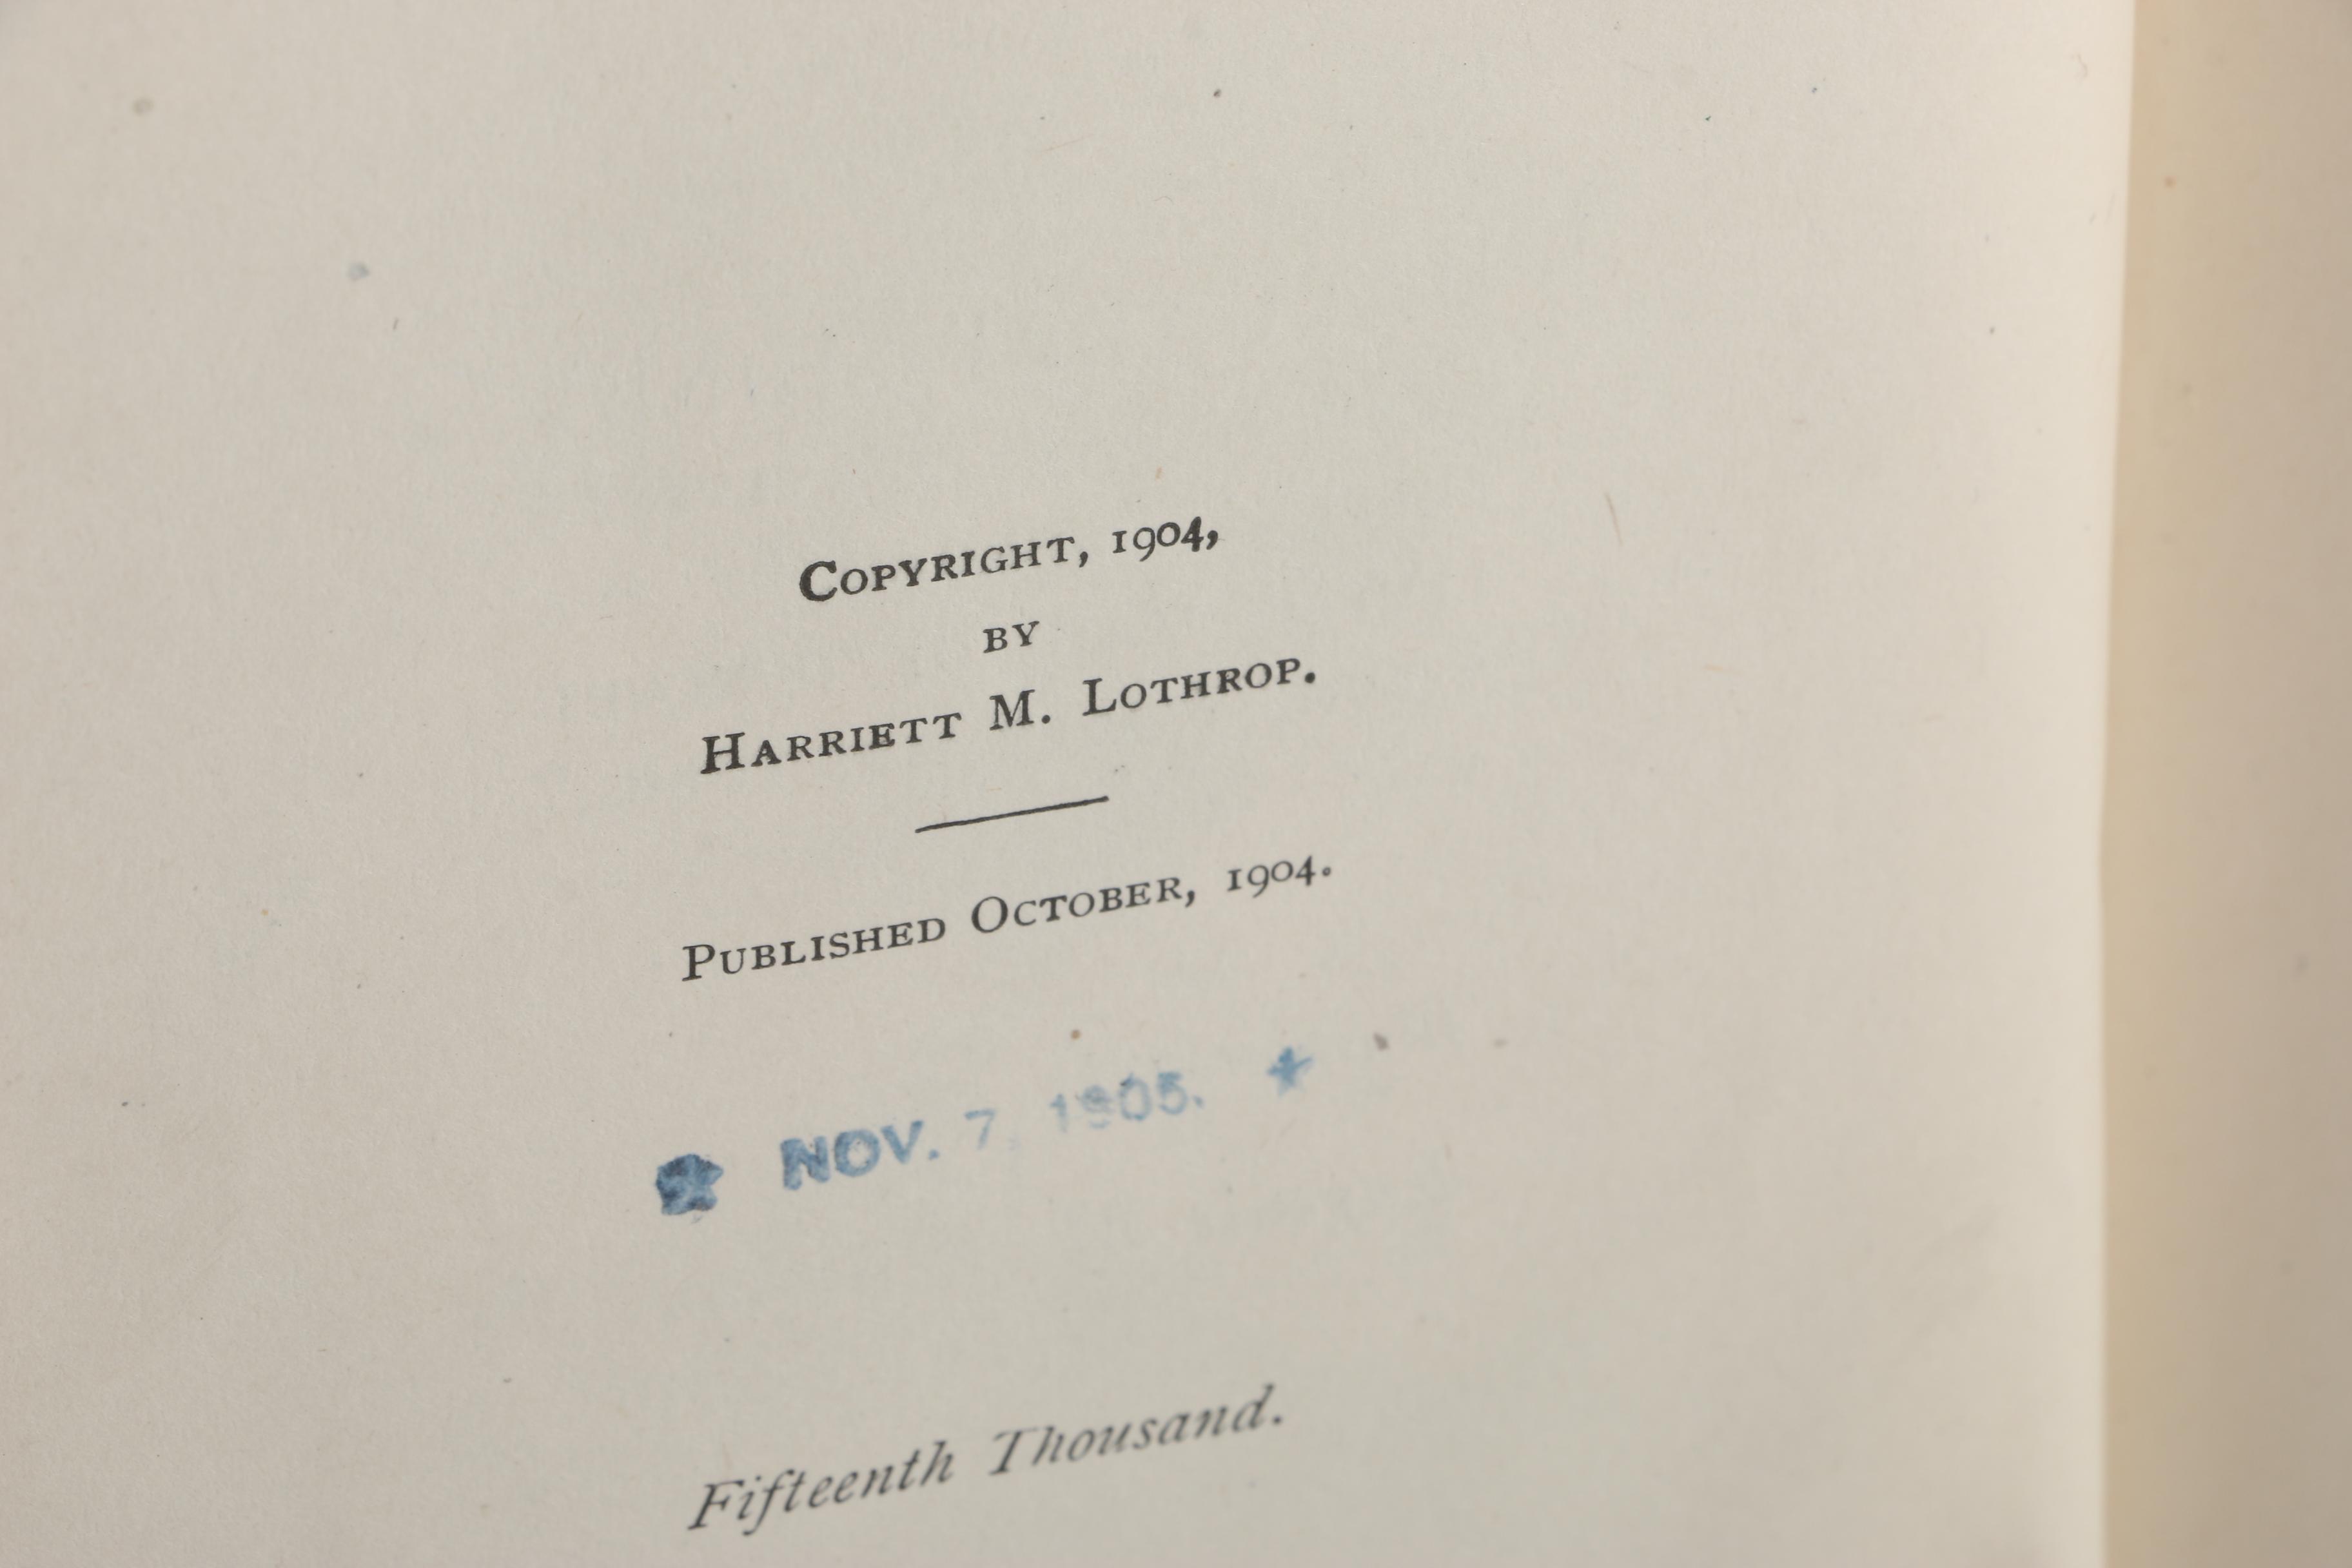 COPYRIGHT, 1904,
BY
HARRIETT M. LOTHROP.
PUBLISHED OCTOBER, 1904.
NOV. 7, 1905.
Fifteenth Thousand.